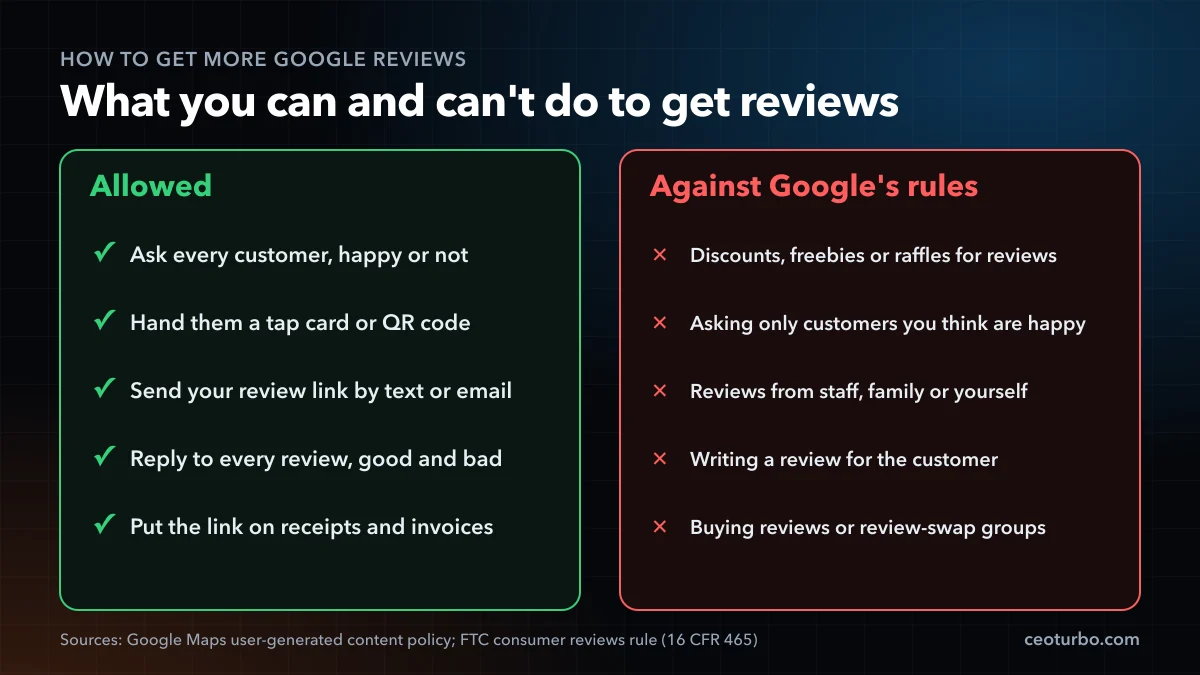 HOW TO GET MORE GOOGLE REVIEWS
What you can and can't do to get reviews
Allowed
✓ Ask every customer, happy or not
✓ Hand them a tap card or QR code
✓ Send your review link by text or email
✓ Reply to every review, good and bad
✓ Put the link on receipts and invoices
Against Google's rules
✕ Discounts, freebies or raffles for reviews
✕ Asking only customers you think are happy
✕ Reviews from staff, family or yourself
✕ Writing a review for the customer
✕ Buying reviews or review-swap groups
Sources: Google Maps user-generated content policy; FTC consumer reviews rule (16 CFR 465)
ceoturbo.com